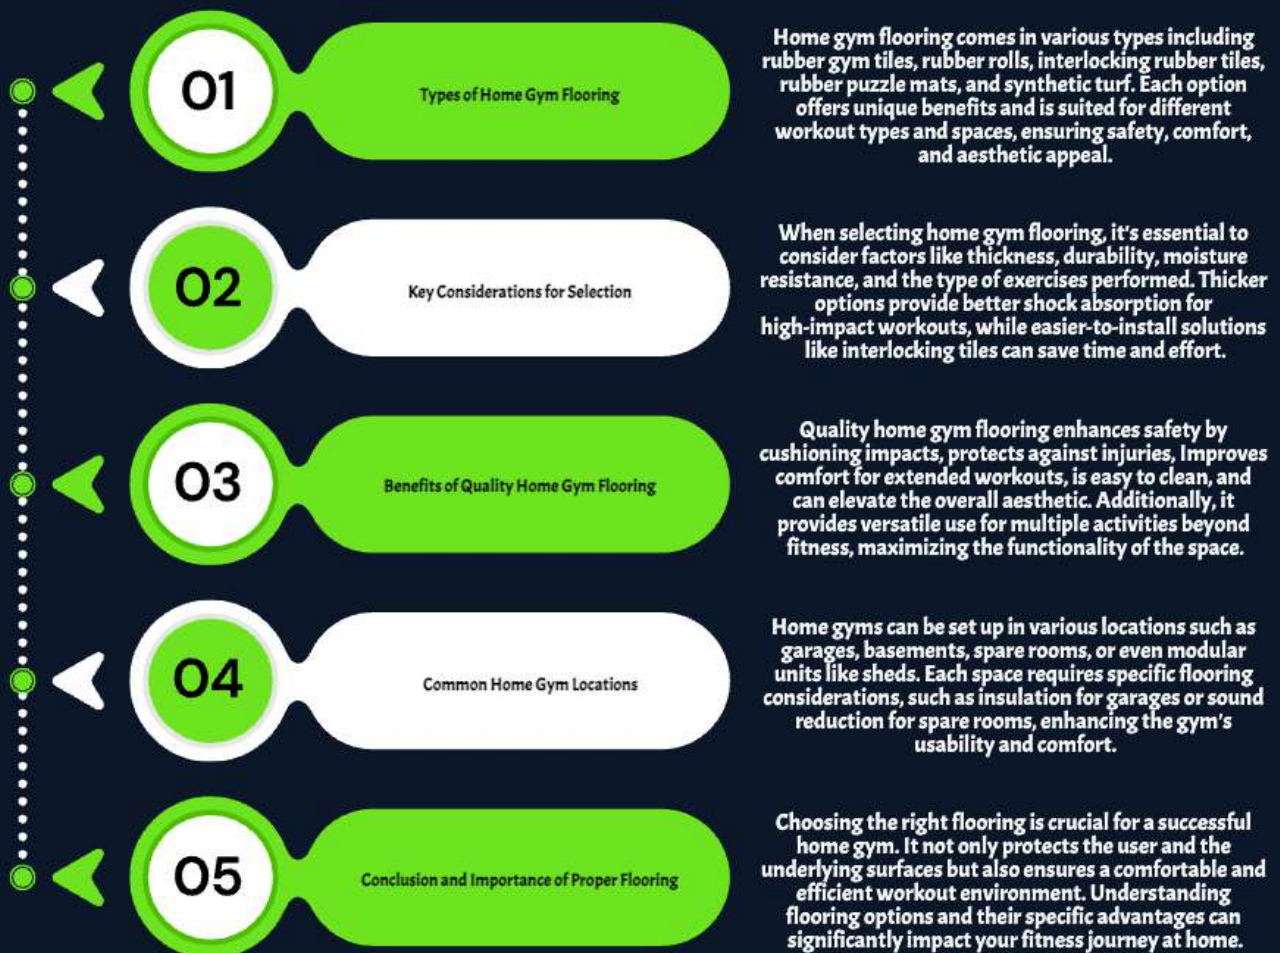 01
Types of Home Gym Flooring
Home gym flooring comes in various types including
rubber gym tiles, rubber rolls, interlocking rubber tiles,
rubber puzzle mats, and synthetic turf. Each option
offers unique benefits and is suited for different
workout types and spaces, ensuring safety, comfort,
and aesthetic appeal.
02
Key Considerations for Selection
When selecting home gym flooring, it's essential to
consider factors like thickness, durability, moisture
resistance, and the type of exercises performed. Thicker
options provide better shock absorption for
high-impact workouts, while easier-to-install solutions
like interlocking tiles can save time and effort.
03
Benefits of Quality Home Gym Flooring
Quality home gym flooring enhances safety by
cushioning impacts, protects against injuries, Improves
comfort for extended workouts, is easy to clean, and
can elevate the overall aesthetic. Additionally, it
provides versatile use for multiple activities beyond
fitness, maximizing the functionality of the space.
04
Common Home Gym Locations
Home gyms can be set up in various locations such as
garages, basements, spare rooms, or even modular
units like sheds. Each space requires specific flooring
considerations, such as insulation for garages or sound
reduction for spare rooms, enhancing the gym's
usability and comfort.
05
Conclusion and Importance of Proper Flooring
Choosing the right flooring is crucial for a successful
home gym. It not only protects the user and the
underlying surfaces but also ensures a comfortable and
efficient workout environment. Understanding
flooring options and their specific advantages can
significantly impact your fitness journey at home.